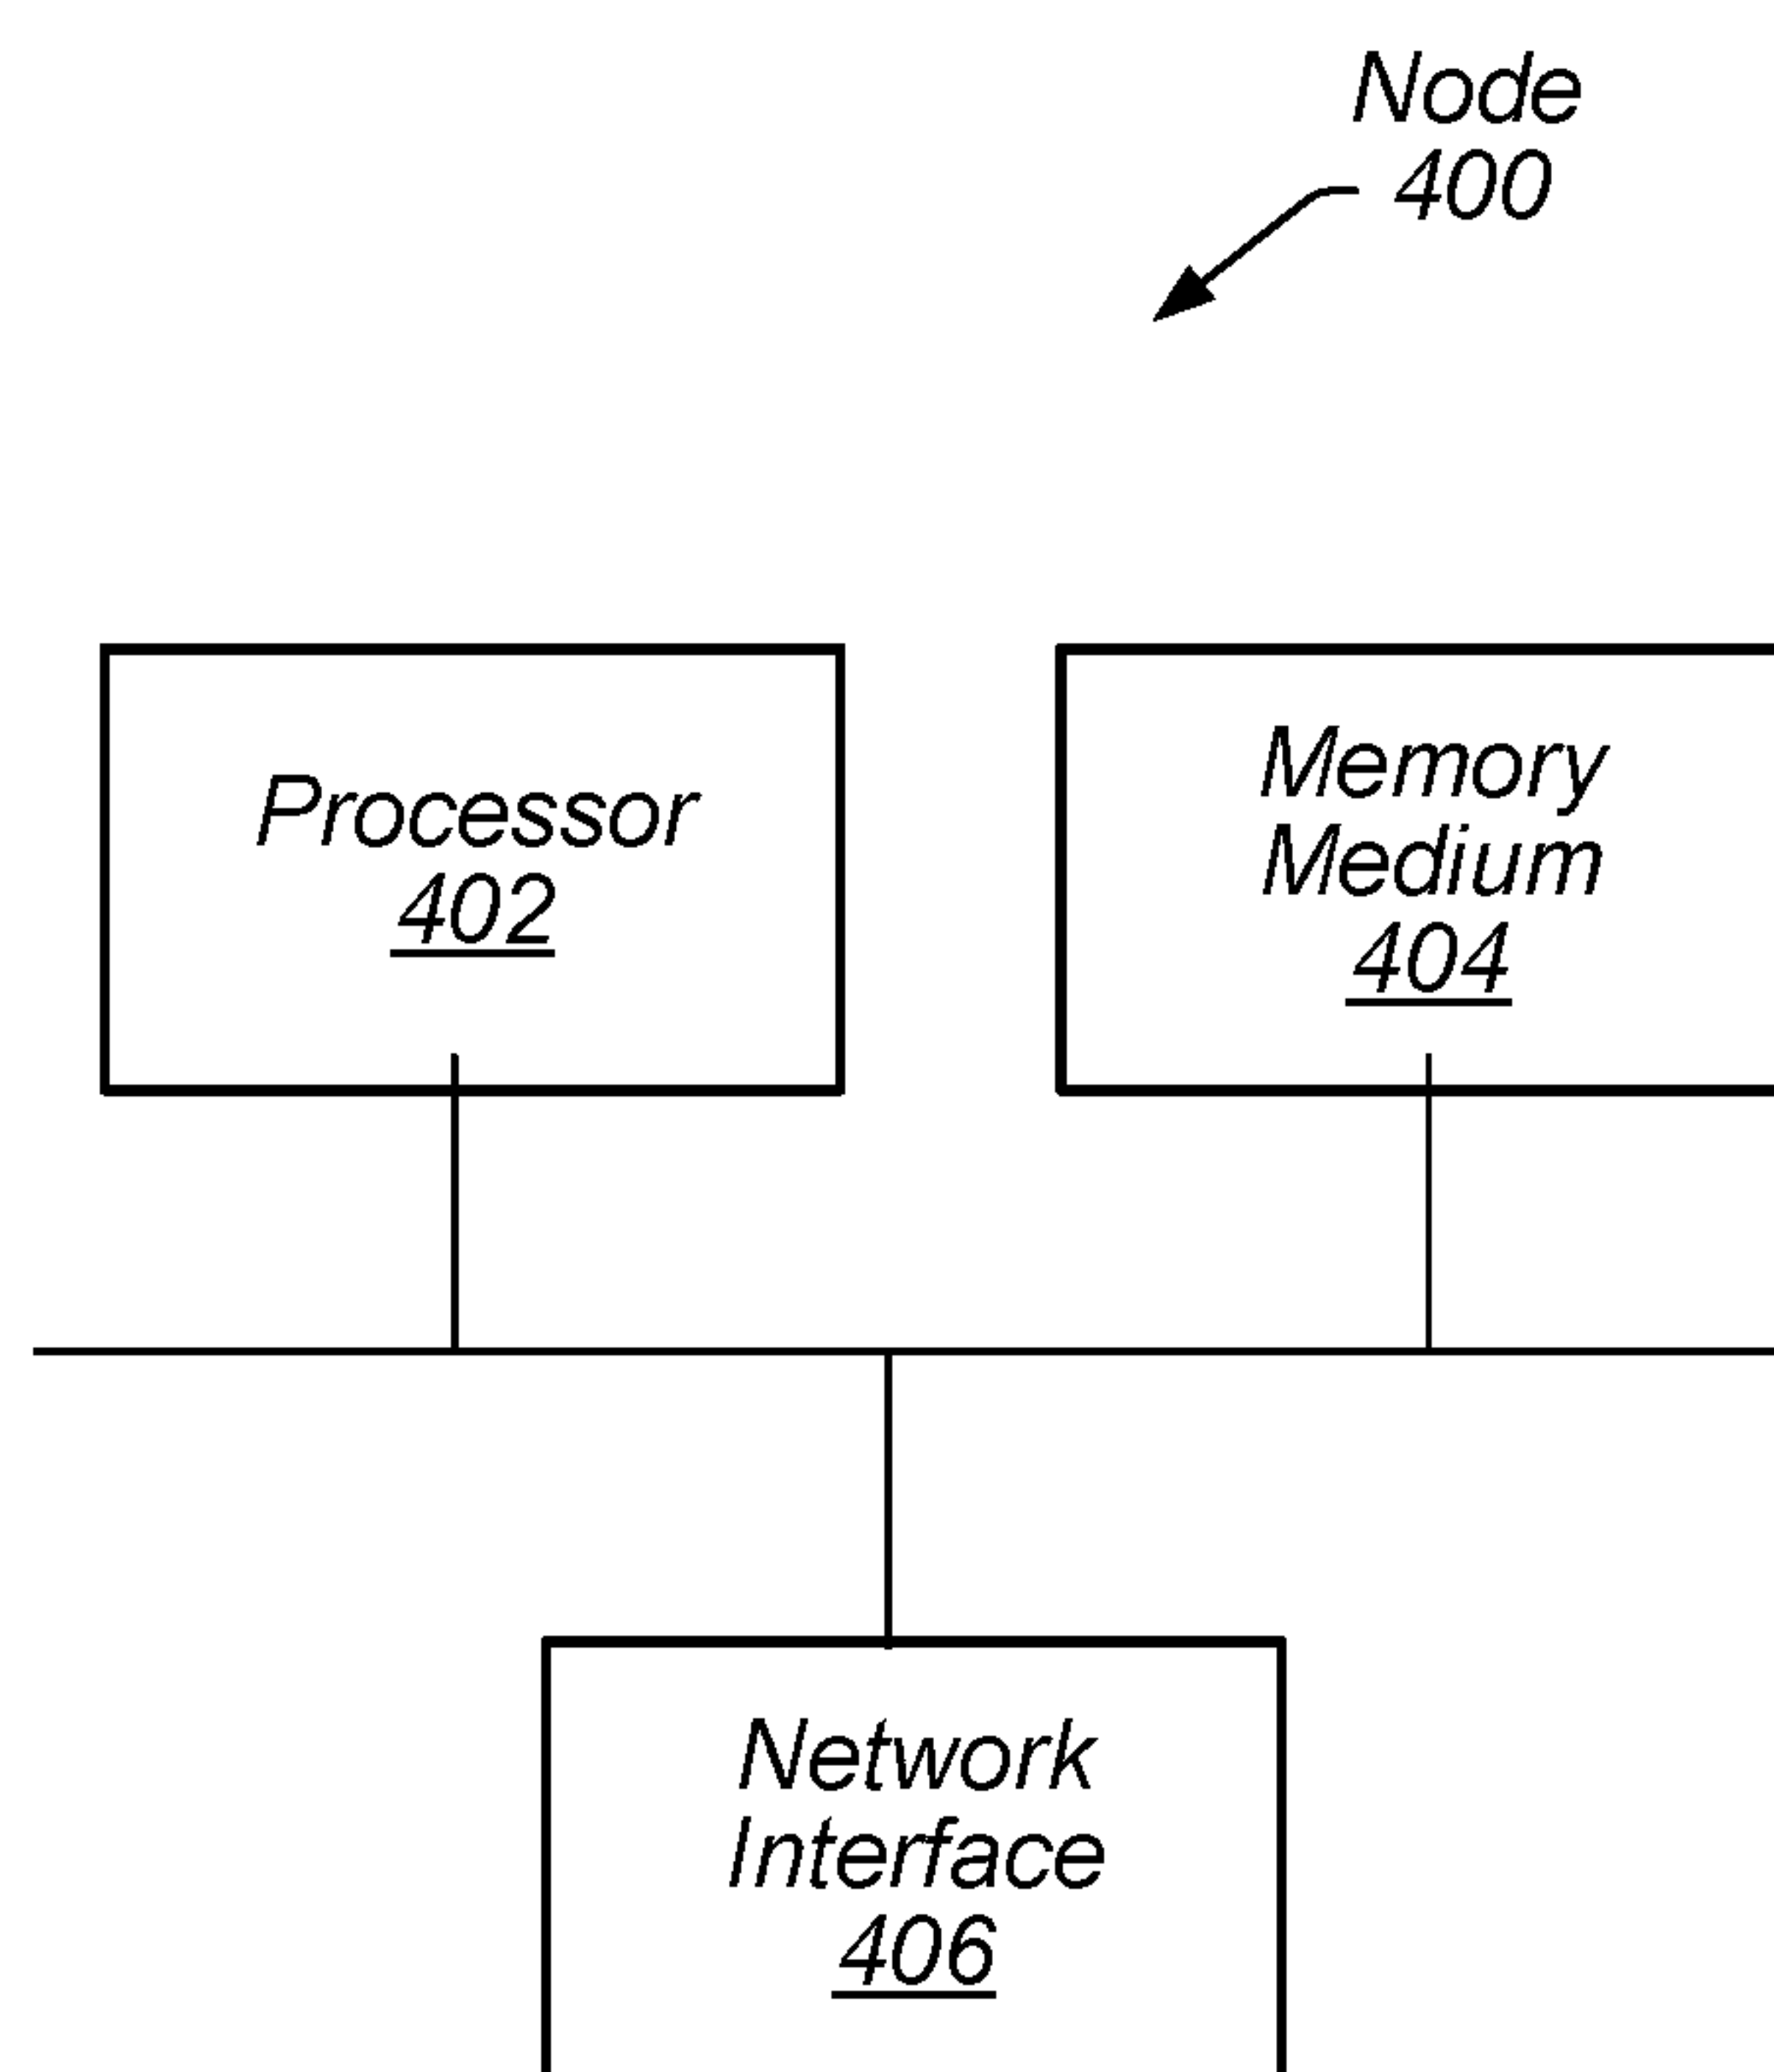 Node
400
Processor
402
Memory
Medium
404
Network
Interface
406